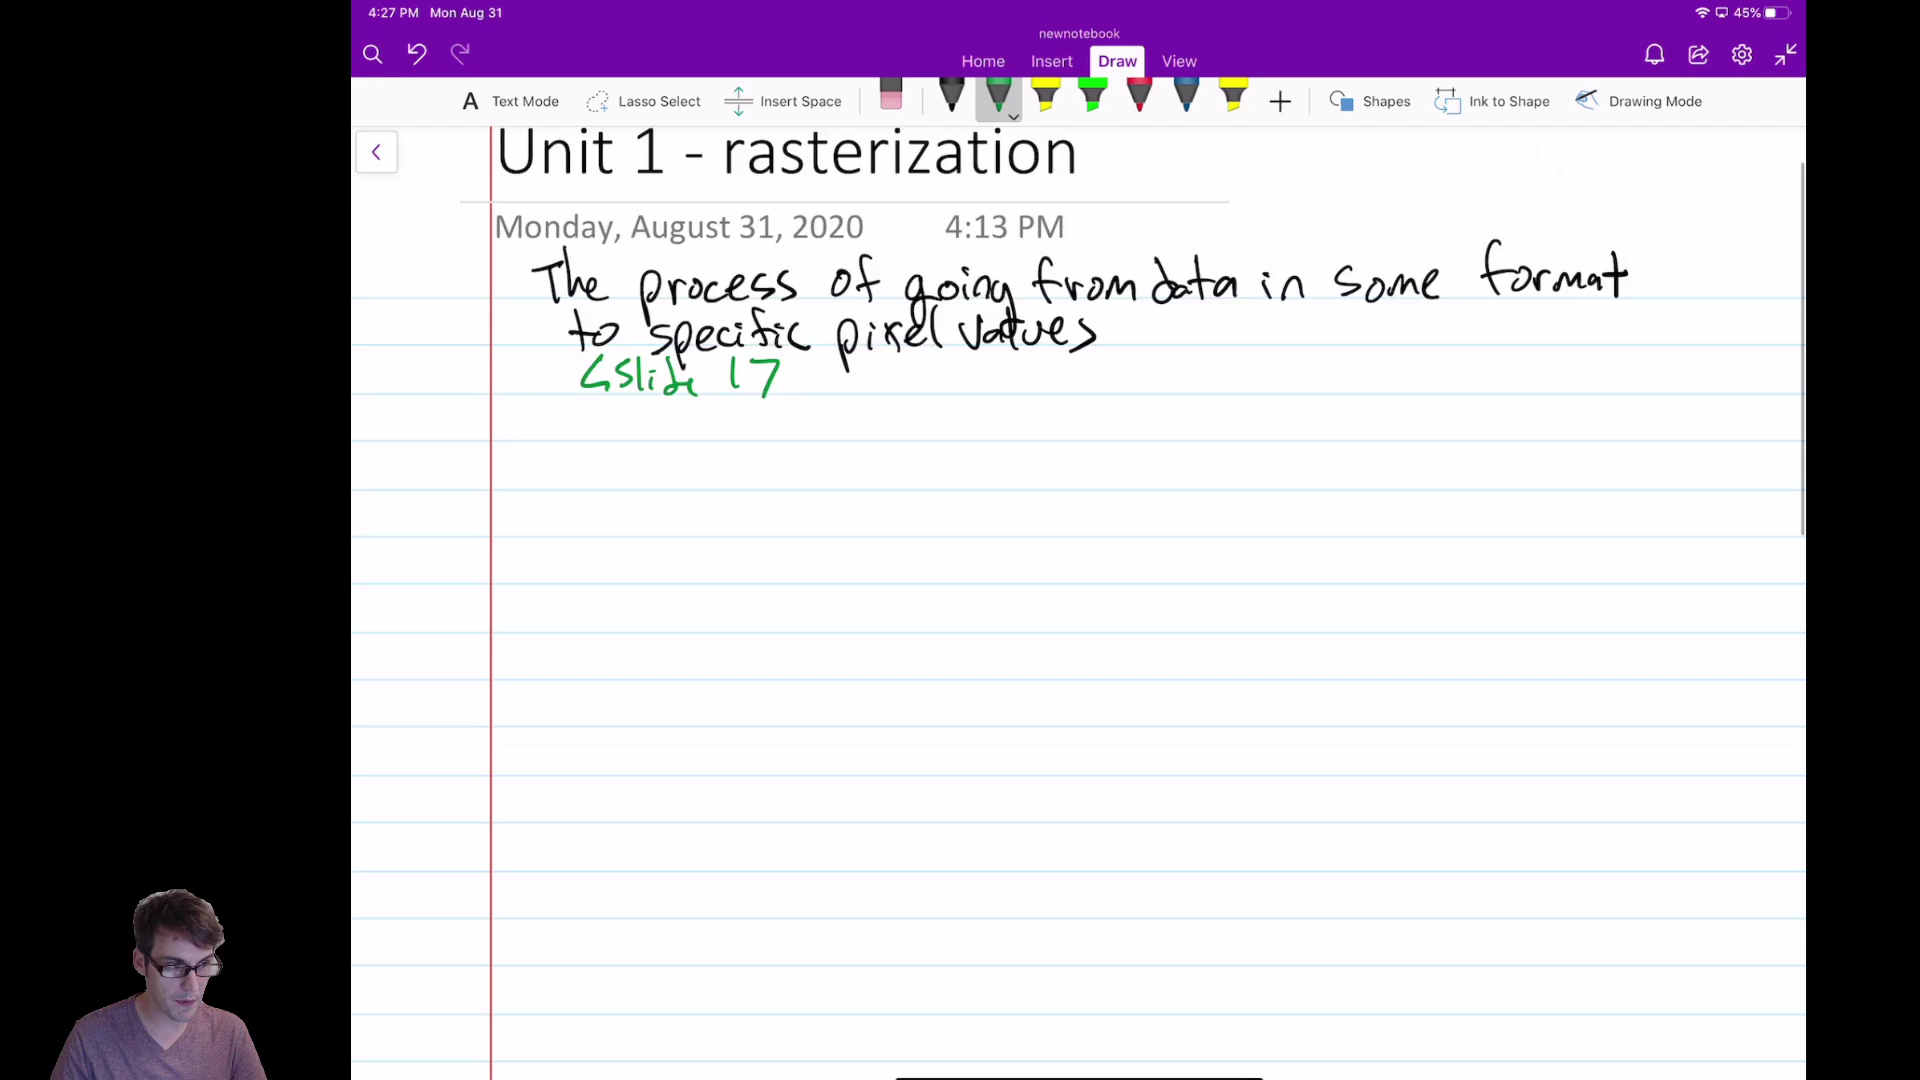 4:27 PM Mon Aug 31
45%
newnotebook
Home Insert Draw View
A Text Mode Lasso Select Insert Space Shapes Ink to Shape Drawing Mode
Unit 1 - rasterization
Monday, August 31, 2020 4:13 PM
The process of going from data in some format
to specific pixel values
Slide 17